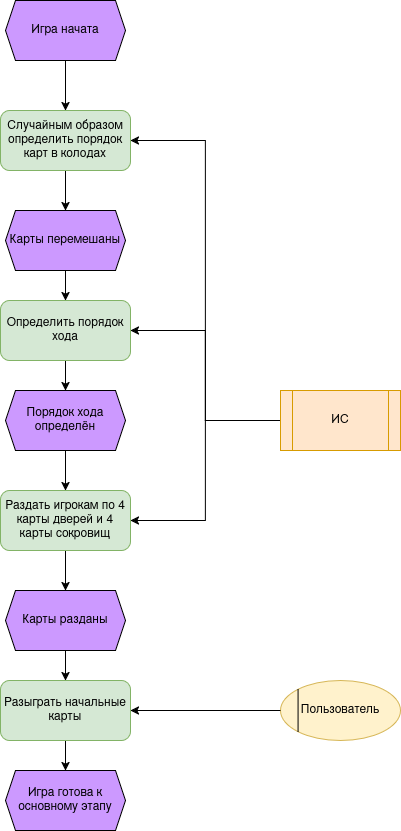 Игра начата
Случайным образом
определить порядок
карт в колодах
Карты перемешаны
Определить порядок
хода
Порядок хода
определён
ИС
Раздать игрокам по 4
карты дверей и 4
карты сокровищ
Карты разданы
Разыграть начальные
карты
Пользователь
Игра готова к
основному этапу